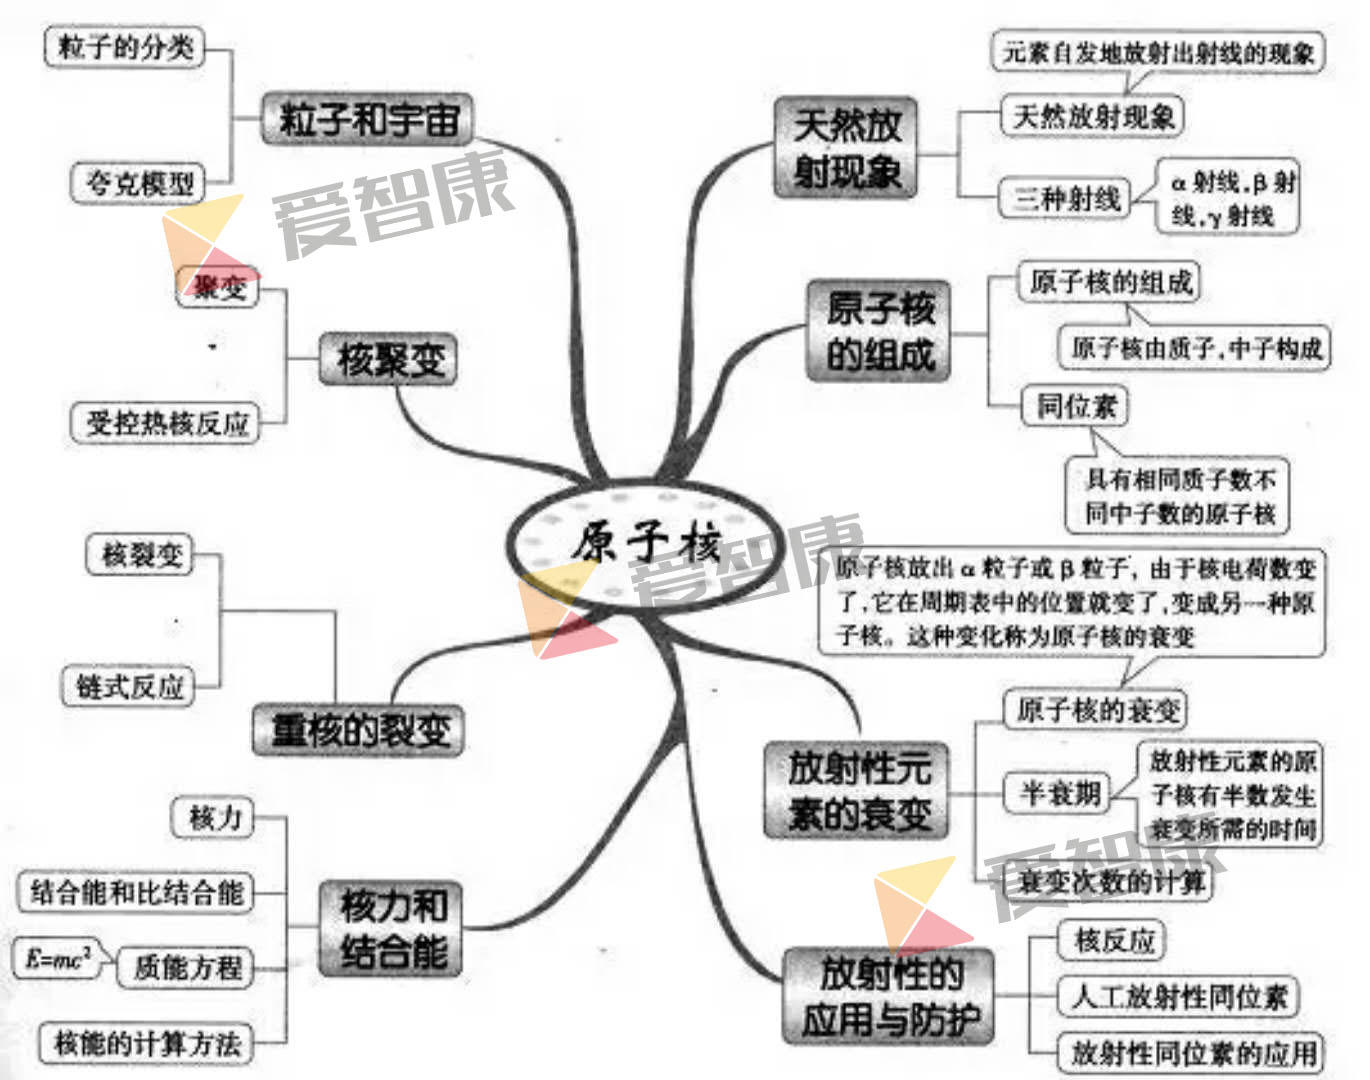 原子核
天然放
射现象
元素自发地放射出射线的现象
天然放射现象
三种射线
α射线,β射
线,γ射线
原子核
的组成
原子核的组成
原子核由质子,中子构成
同位素
具有相同质子数不
同中子数的原子核
放射性元
素的衰变
原子核放出α粒子或β粒子，由于核电荷数变
了,它在周期表中的位置就变了,变成另一种原
子核。这种变化称为原子核的衰变
原子核的衰变
半衰期
放射性元素的原
子核有半数发生
衰变所需的时间
衰变次数的计算
放射性的
应用与防护
核反应
人工放射性同位素
放射性同位素的应用
核力和
结合能
核力
结合能和比结合能
质能方程
E=mc²
核能的计算方法
重核的裂变
核裂变
链式反应
核聚变
聚变
受控热核反应
粒子和宇宙
粒子的分类
夸克模型
爱智康
爱智康
爱智康